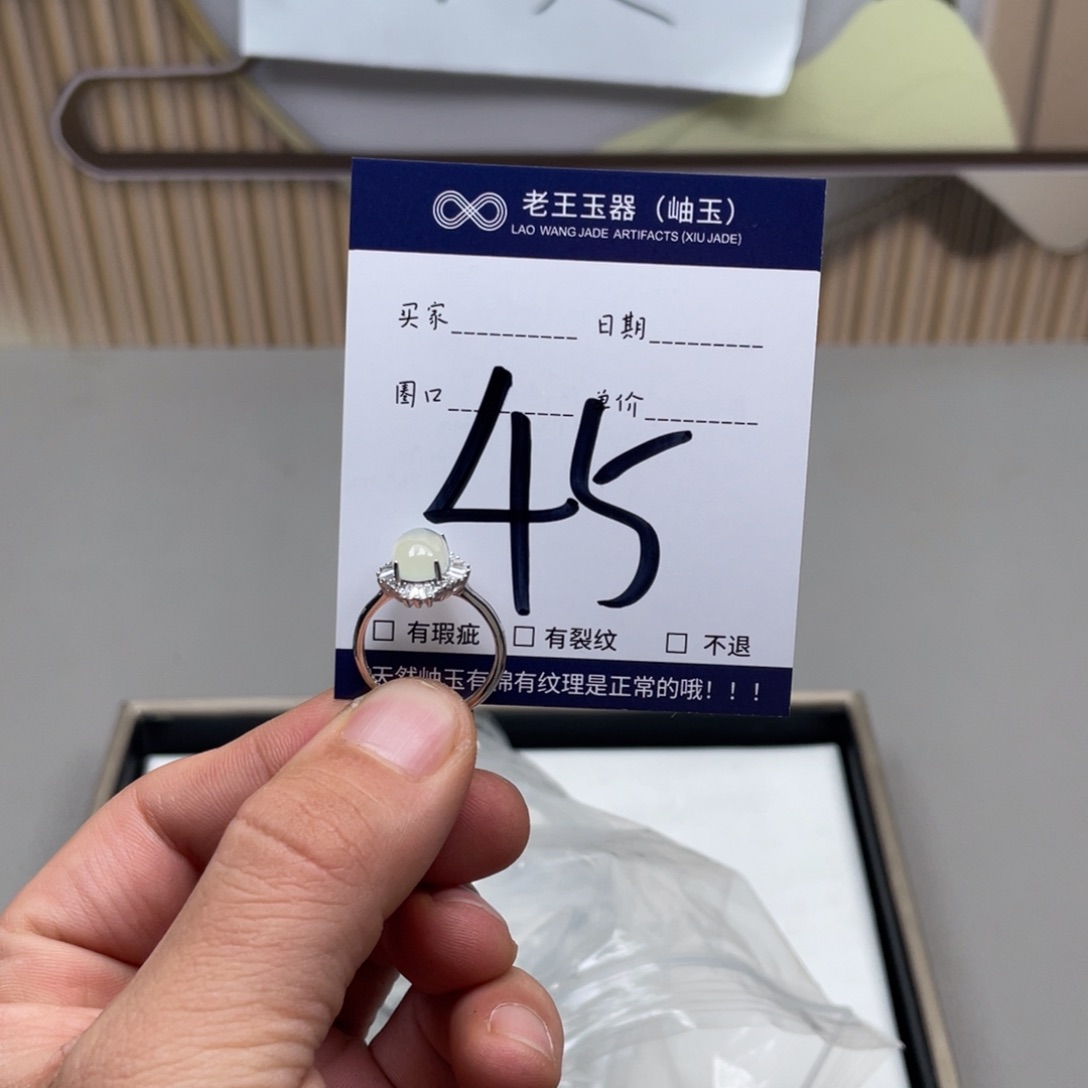 老王玉器（岫玉）
LAO WANG JADE ARTIFACTS (XIU JADE)
买家__________ 日期_________
圈口__________ 单价_________
45
□ 有瑕疵 □ 有裂纹 □ 不退
天然岫玉有棉有纹理是正常的哦！！！